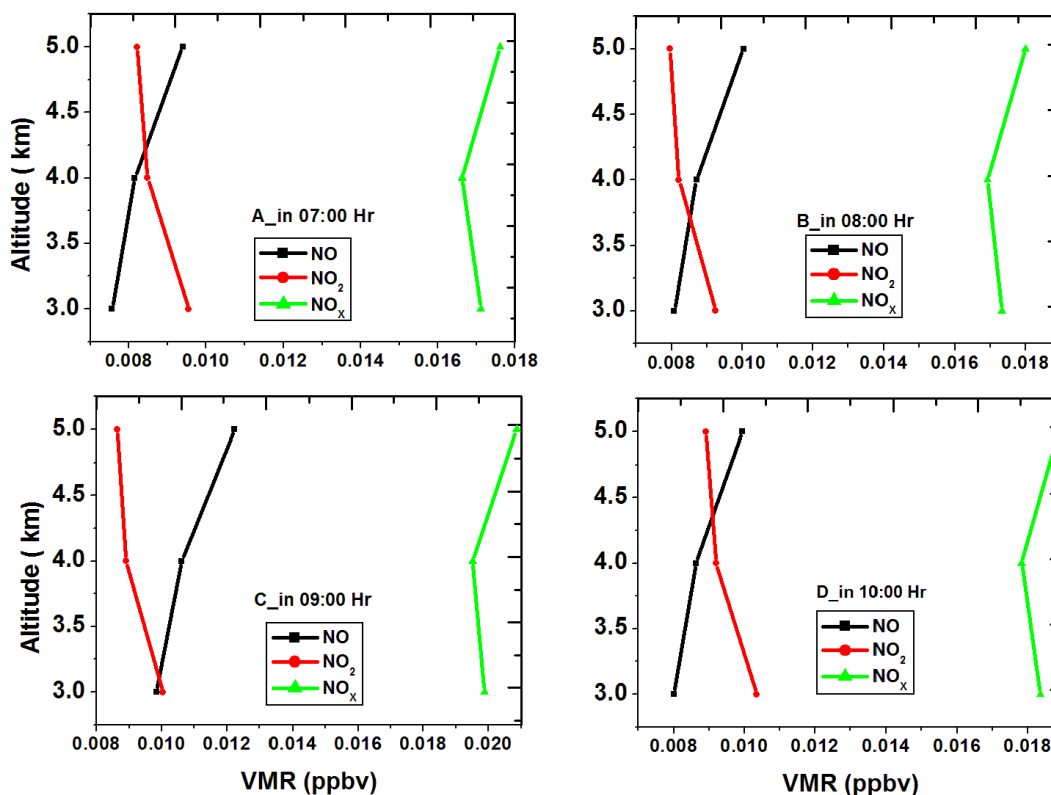 5.0
4.5
4.0
3.5
3.0
Altitude ( km)
A_in 07:00 Hr
NO
NO2
NOX
0.008 0.010 0.012 0.014 0.016 0.018
5.0
4.5
4.0
3.5
3.0
B_in 08:00 Hr
NO
NO2
NOX
0.008 0.010 0.012 0.014 0.016 0.018
5.0
4.5
4.0
3.5
3.0
Altitude ( km)
C_in 09:00 Hr
NO
NO2
NOX
0.008 0.010 0.012 0.014 0.016 0.018 0.020
VMR (ppbv)
5.0
4.5
4.0
3.5
3.0
D_in 10:00 Hr
NO
NO2
NOX
0.008 0.010 0.012 0.014 0.016 0.018
VMR (ppbv)